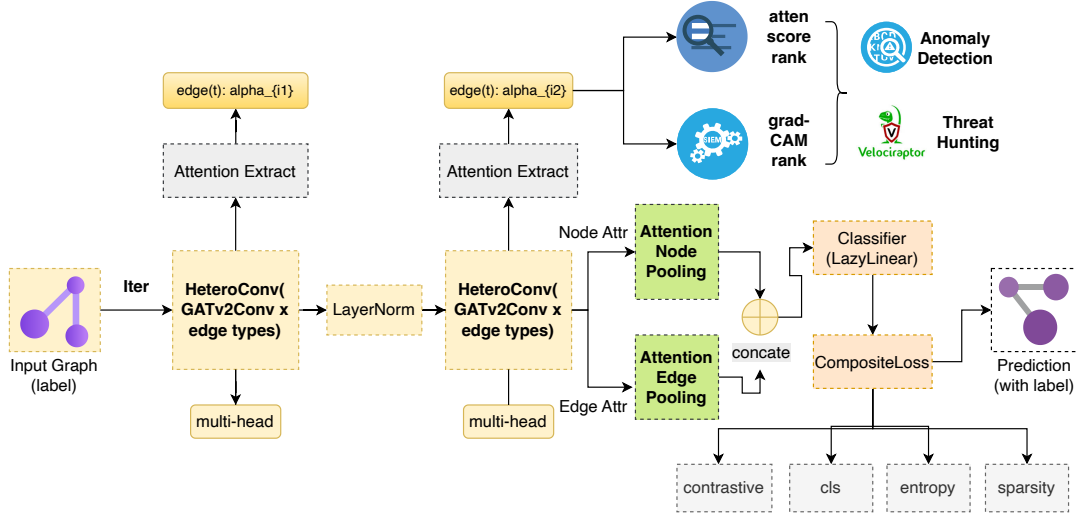 atten
score
rank
BCD
Anomaly
Detection
edge(t): alpha_{i1}
edge(t): alpha_{i2}
SIEM
grad-
CAM
rank
V
Velociraptor
Threat
Hunting
Attention Extract
Attention Extract
Node Attr
Attention
Node
Pooling
Classifier
(LazyLinear)
Iter
HeteroConv(
GATv2Conv x
edge types)
LayerNorm
HeteroConv(
GATv2Conv x
edge types)
Input Graph
(label)
concate
CompositeLoss
Prediction
(with label)
Attention
Edge
Pooling
Edge Attr
multi-head
multi-head
contrastive
cls
entropy
sparsity